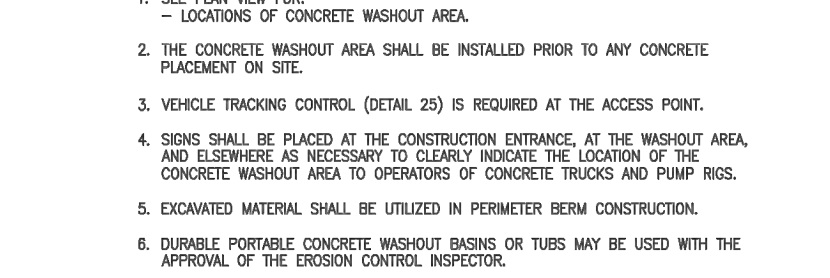 1. SEE PLAN VIEW FOR:
– LOCATIONS OF CONCRETE WASHOUT AREA.
2. THE CONCRETE WASHOUT AREA SHALL BE INSTALLED PRIOR TO ANY CONCRETE
PLACEMENT ON SITE.
3. VEHICLE TRACKING CONTROL (DETAIL 25) IS REQUIRED AT THE ACCESS POINT.
4. SIGNS SHALL BE PLACED AT THE CONSTRUCTION ENTRANCE, AT THE WASHOUT AREA,
AND ELSEWHERE AS NECESSARY TO CLEARLY INDICATE THE LOCATION OF THE
CONCRETE WASHOUT AREA TO OPERATORS OF CONCRETE TRUCKS AND PUMP RIGS.
5. EXCAVATED MATERIAL SHALL BE UTILIZED IN PERIMETER BERM CONSTRUCTION.
6. DURABLE PORTABLE CONCRETE WASHOUT BASINS OR TUBS MAY BE USED WITH THE
APPROVAL OF THE EROSION CONTROL INSPECTOR.